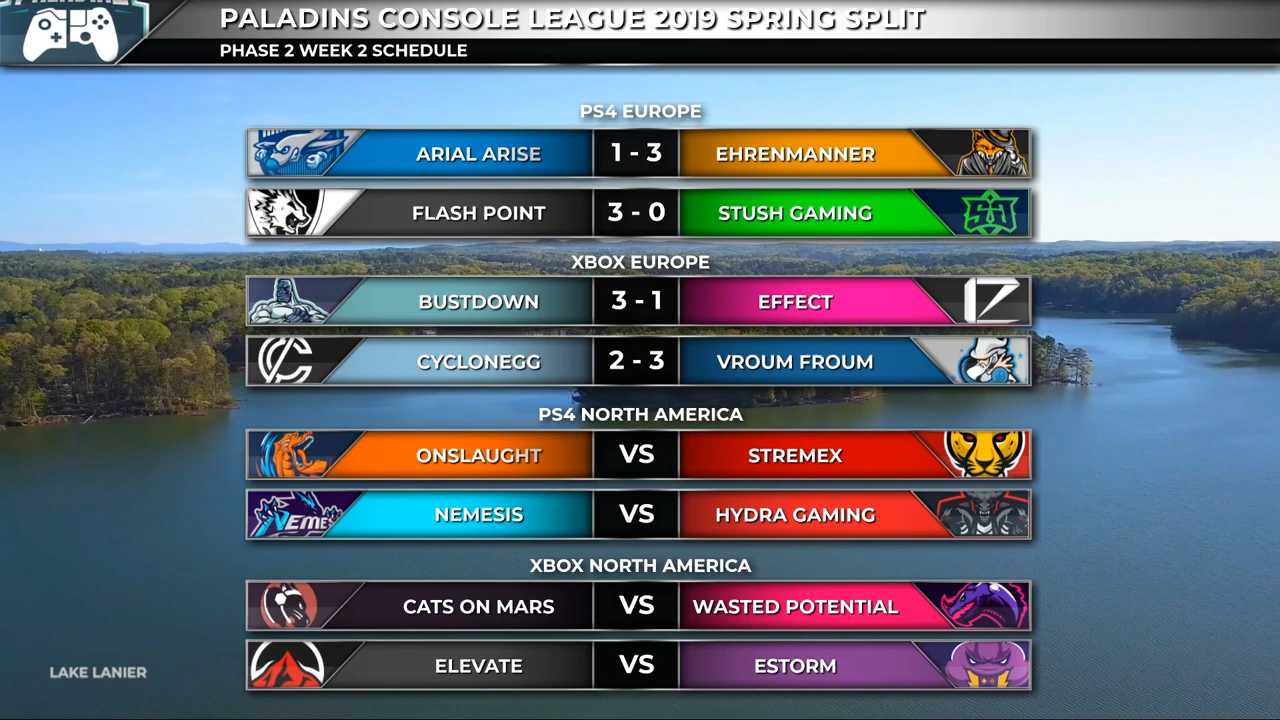 PALADINS CONSOLE LEAGUE 2019 SPRING SPLIT
PHASE 2 WEEK 2 SCHEDULE
PS4 EUROPE
ARIAL ARISE 1 - 3 EHRENMANNER
FLASH POINT 3 - 0 STUSH GAMING
XBOX EUROPE
BUSTDOWN 3 - 1 EFFECT
CYCLONEGG 2 - 3 VROUM FROUM
PS4 NORTH AMERICA
ONSLAUGHT VS STREMEX
NEMESIS VS HYDRA GAMING
XBOX NORTH AMERICA
CATS ON MARS VS WASTED POTENTIAL
ELEVATE VS ESTORM
LAKE LANIER